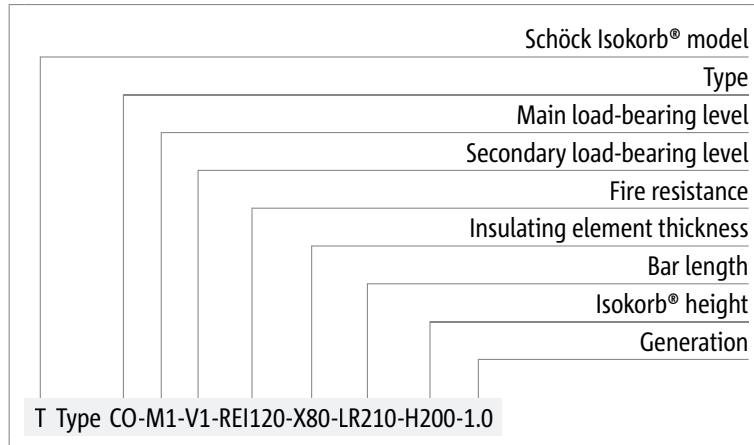 Schöck Isokorb® model
Type
Main load-bearing level
Secondary load-bearing level
Fire resistance
Insulating element thickness
Bar length
Isokorb® height
Generation
T Type CO-M1-V1-REI120-X80-LR210-H200-1.0